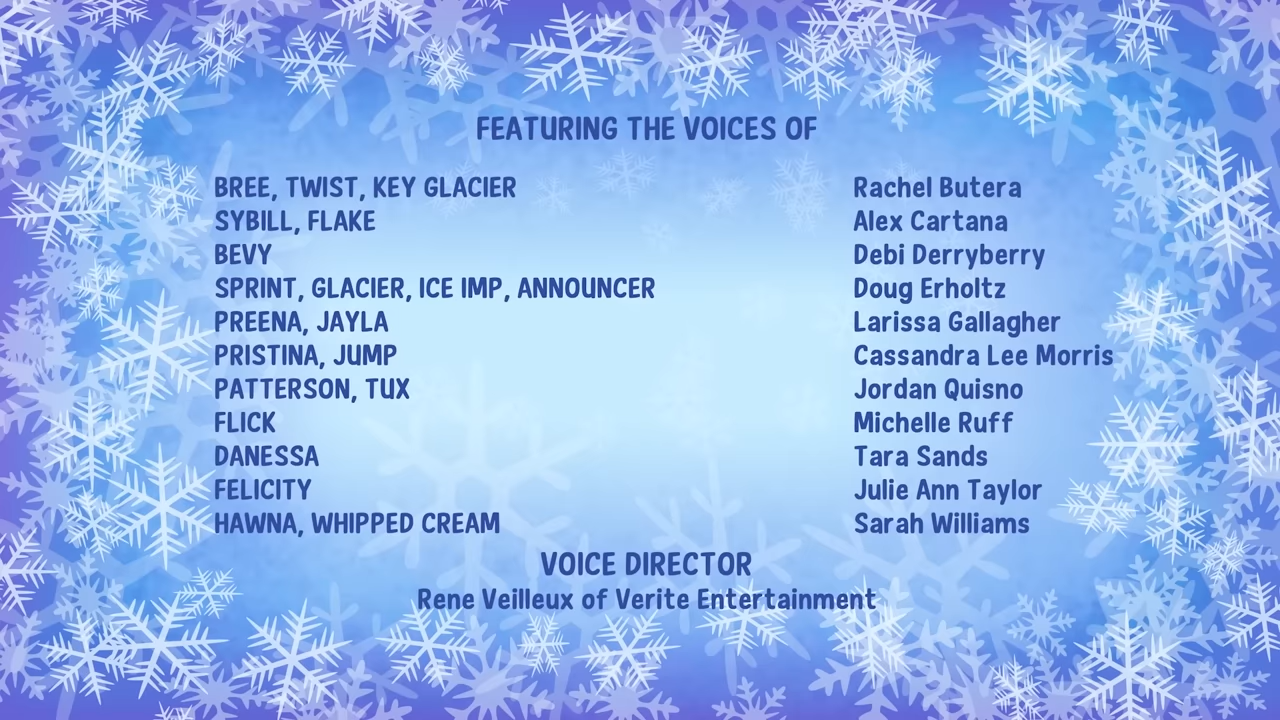 FEATURING THE VOICES OF
BREE, TWIST, KEY GLACIER Rachel Butera
SYBILL, FLAKE Alex Cartana
BEVY Debi Derryberry
SPRINT, GLACIER, ICE IMP, ANNOUNCER Doug Erholtz
PREENA, JAYLA Larissa Gallagher
PRISTINA, JUMP Cassandra Lee Morris
PATTERSON, TUX Jordan Quisno
FLICK Michelle Ruff
DANESSA Tara Sands
FELICITY Julie Ann Taylor
HAWNA, WHIPPED CREAM Sarah Williams
VOICE DIRECTOR
Rene Veilleux of Verite Entertainment